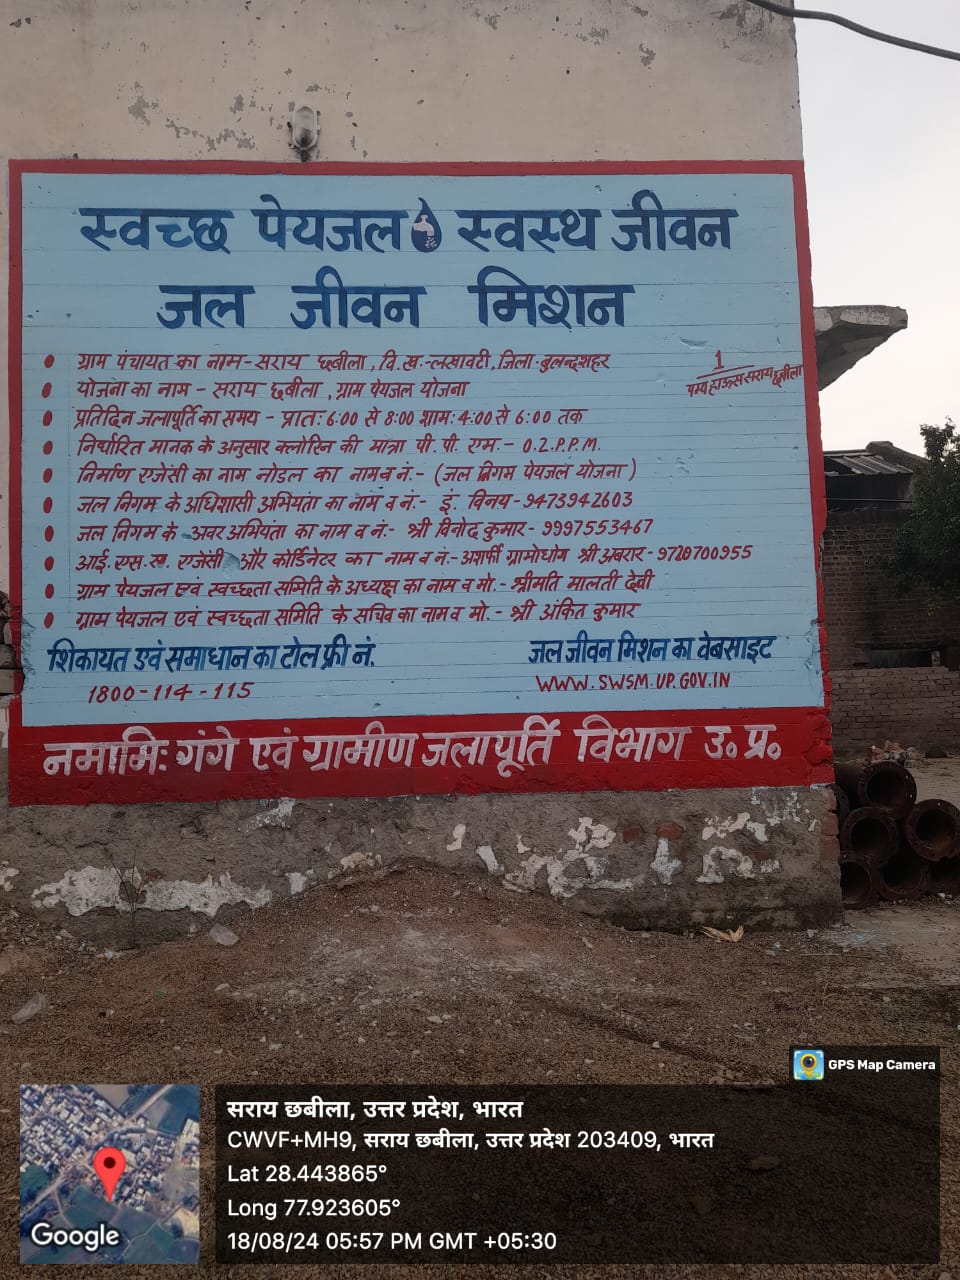 स्वच्छ पेयजल स्वस्थ जीवन
जल जीवन मिशन
ग्राम पंचायत का नाम-सराय छबीला, वि.ख.-लखावटी, जिला-बुलन्दशहर
1
पम्प हाऊस सराय छबीला
योजना का नाम - सराय छबीला, ग्राम पेयजल योजना
प्रतिदिन जलापूर्ति का समय - प्रातः 6:00 से 8:00 शाम: 4:00 से 6:00 तक
निर्धारित मानक के अनुसार क्लोरिन की मात्रा पी. पी. एम.- 0.2.P.P.M.
निर्माण एजेंसी का नाम नोडल का नाम व नं.- (जल निगम पेयजल योजना)
जल निगम के अधिशासी अभियंता का नाम व नं.- इं. विनय-9473942603
जल निगम के अवर अभियंता का नाम व नं.- श्री विनोद कुमार-9997553467
आई.एस.ए. एजेंसी और कोर्डिनेटर का नाम व नं.-अशर्फी ग्रामोधोग श्री अबरार-9720700955
ग्राम पेयजल एवं स्वच्छता समिति के अध्यक्ष का नाम व मो.-श्रीमति मालती देवी
ग्राम पेयजल एवं स्वच्छता समिति के सचिव का नाम व मो.-श्री अंकित कुमार
शिकायत एवं समाधान का टोल फ्री नं.
1800-114-115
जल जीवन मिशन का वेबसाइट
WWW.SWSM.UP.GOV.IN
नमामि: गंगे एवं ग्रामीण जलापूर्ति विभाग उ॰ प्र॰
GPS Map Camera
सराय छबीला, उत्तर प्रदेश, भारत
CWVF+MH9, सराय छबीला, उत्तर प्रदेश 203409, भारत
Lat 28.443865°
Long 77.923605°
18/08/24 05:57 PM GMT +05:30
Google